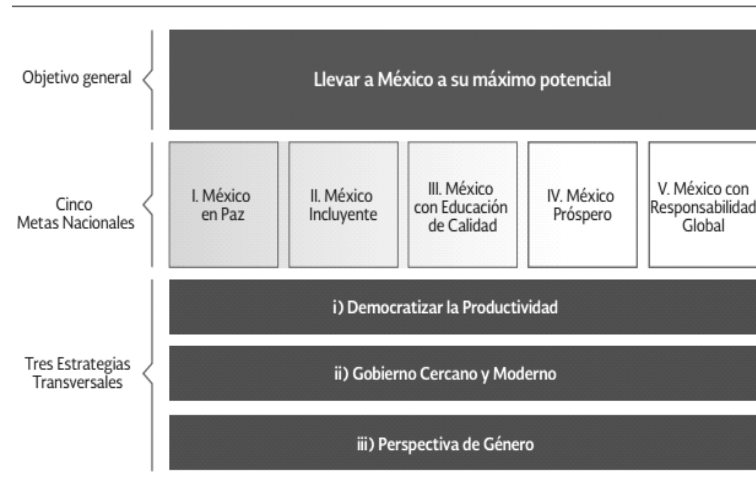 Objetivo general
Llevar a México a su máximo potencial
Cinco
Metas Nacionales
I. México
en Paz
II. México
Incluyente
III. México
con Educación
de Calidad
IV. México
Próspero
V. México con
Responsabilidad
Global
Tres Estrategias
Transversales
i) Democratizar la Productividad
ii) Gobierno Cercano y Moderno
iii) Perspectiva de Género